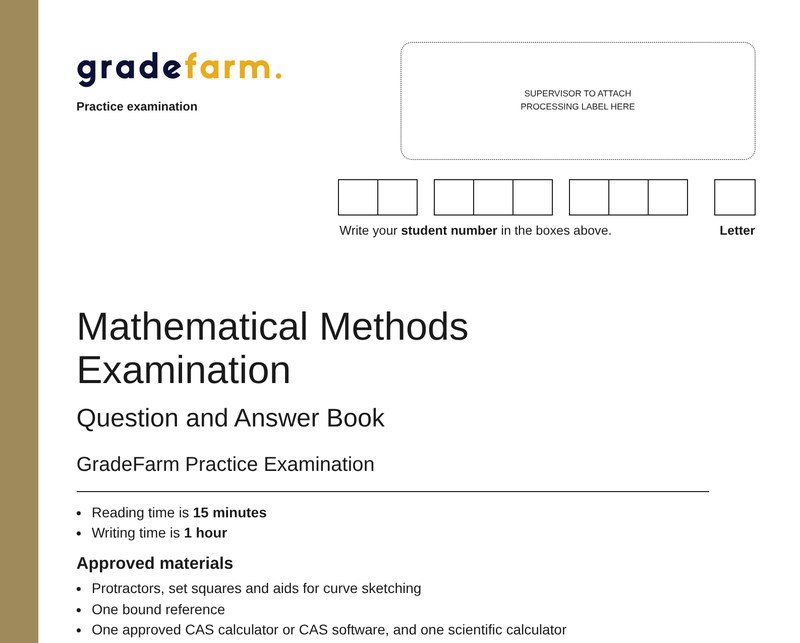 gradefarm.
Practice examination
SUPERVISOR TO ATTACH
PROCESSING LABEL HERE
Write your student number in the boxes above.
Letter
Mathematical Methods
Examination
Question and Answer Book
GradeFarm Practice Examination
• Reading time is 15 minutes
• Writing time is 1 hour
Approved materials
• Protractors, set squares and aids for curve sketching
• One bound reference
• One approved CAS calculator or CAS software, and one scientific calculator